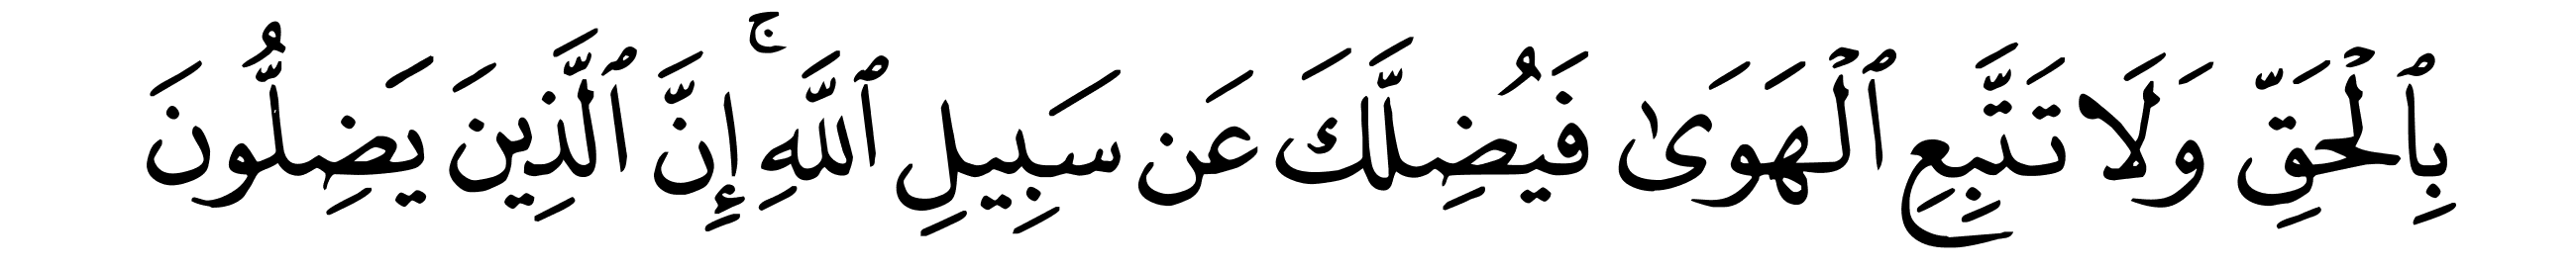 بِٱلْحَقِّ وَلَا تَتَّبِعِ ٱلْهَوَىٰ فَيُضِلَّكَ عَن سَبِيلِ ٱللَّهِ ۚ إِنَّ ٱلَّذِينَ يَضِلُّونَ